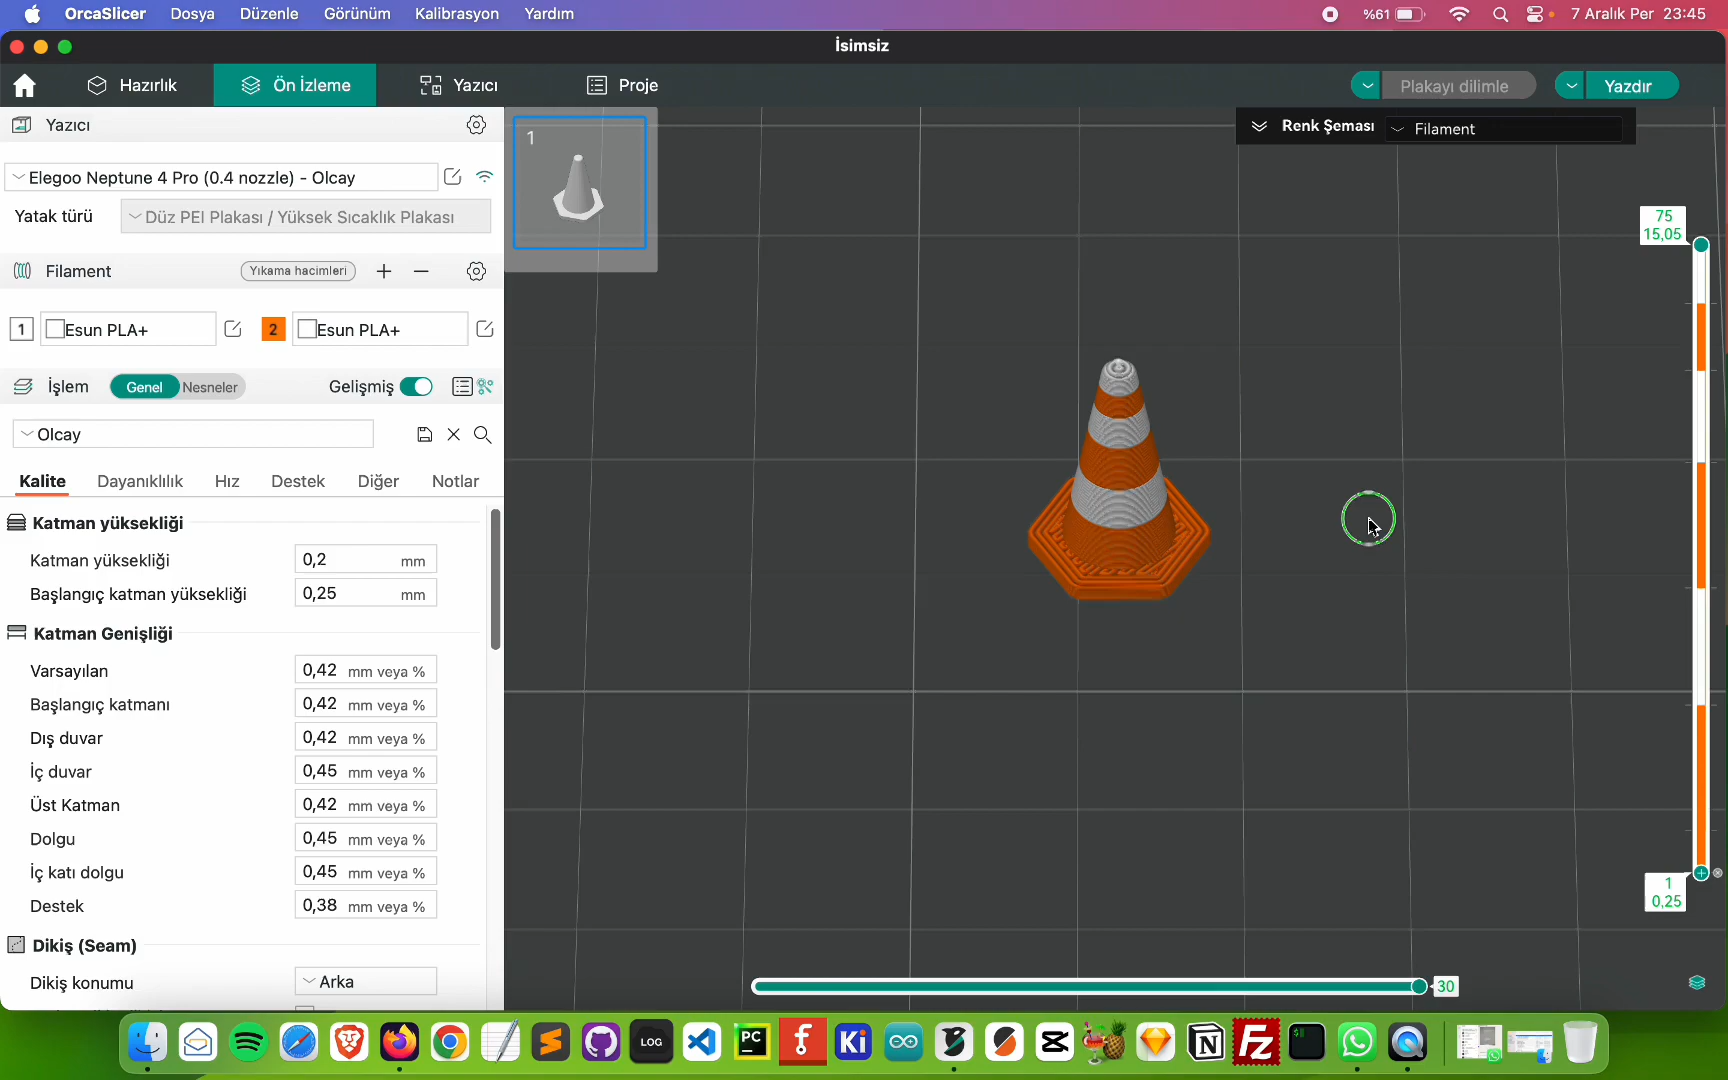 OrcaSlicer Dosya Düzenle Görünüm Kalibrasyon Yardım %61 7 Aralık Per 23:45
İsimsiz
Hazırlık Ön İzleme Yazıcı Proje Plakayı dilimle Yazdır
Yazıcı
Elegoo Neptune 4 Pro (0.4 nozzle) - Olcay
Yatak türü Düz PEI Plakası / Yüksek Sıcaklık Plakası
Filament Yıkama hacimleri + −
1 Esun PLA+ 2 Esun PLA+
İşlem Genel Nesneler Gelişmiş
Olcay
Kalite Dayanıklılık Hız Destek Diğer Notlar
Katman yüksekliği
Katman yüksekliği 0,2 mm
Başlangıç katman yüksekliği 0,25 mm
Katman Genişliği
Varsayılan 0,42 mm veya %
Başlangıç katmanı 0,42 mm veya %
Dış duvar 0,42 mm veya %
İç duvar 0,45 mm veya %
Üst Katman 0,42 mm veya %
Dolgu 0,45 mm veya %
İç katı dolgu 0,45 mm veya %
Destek 0,38 mm veya %
Dikiş (Seam)
Dikiş konumu Arka
1
Renk Şeması Filament
75
15,05
1
0,25
30
LOG PC f Ki N FZ